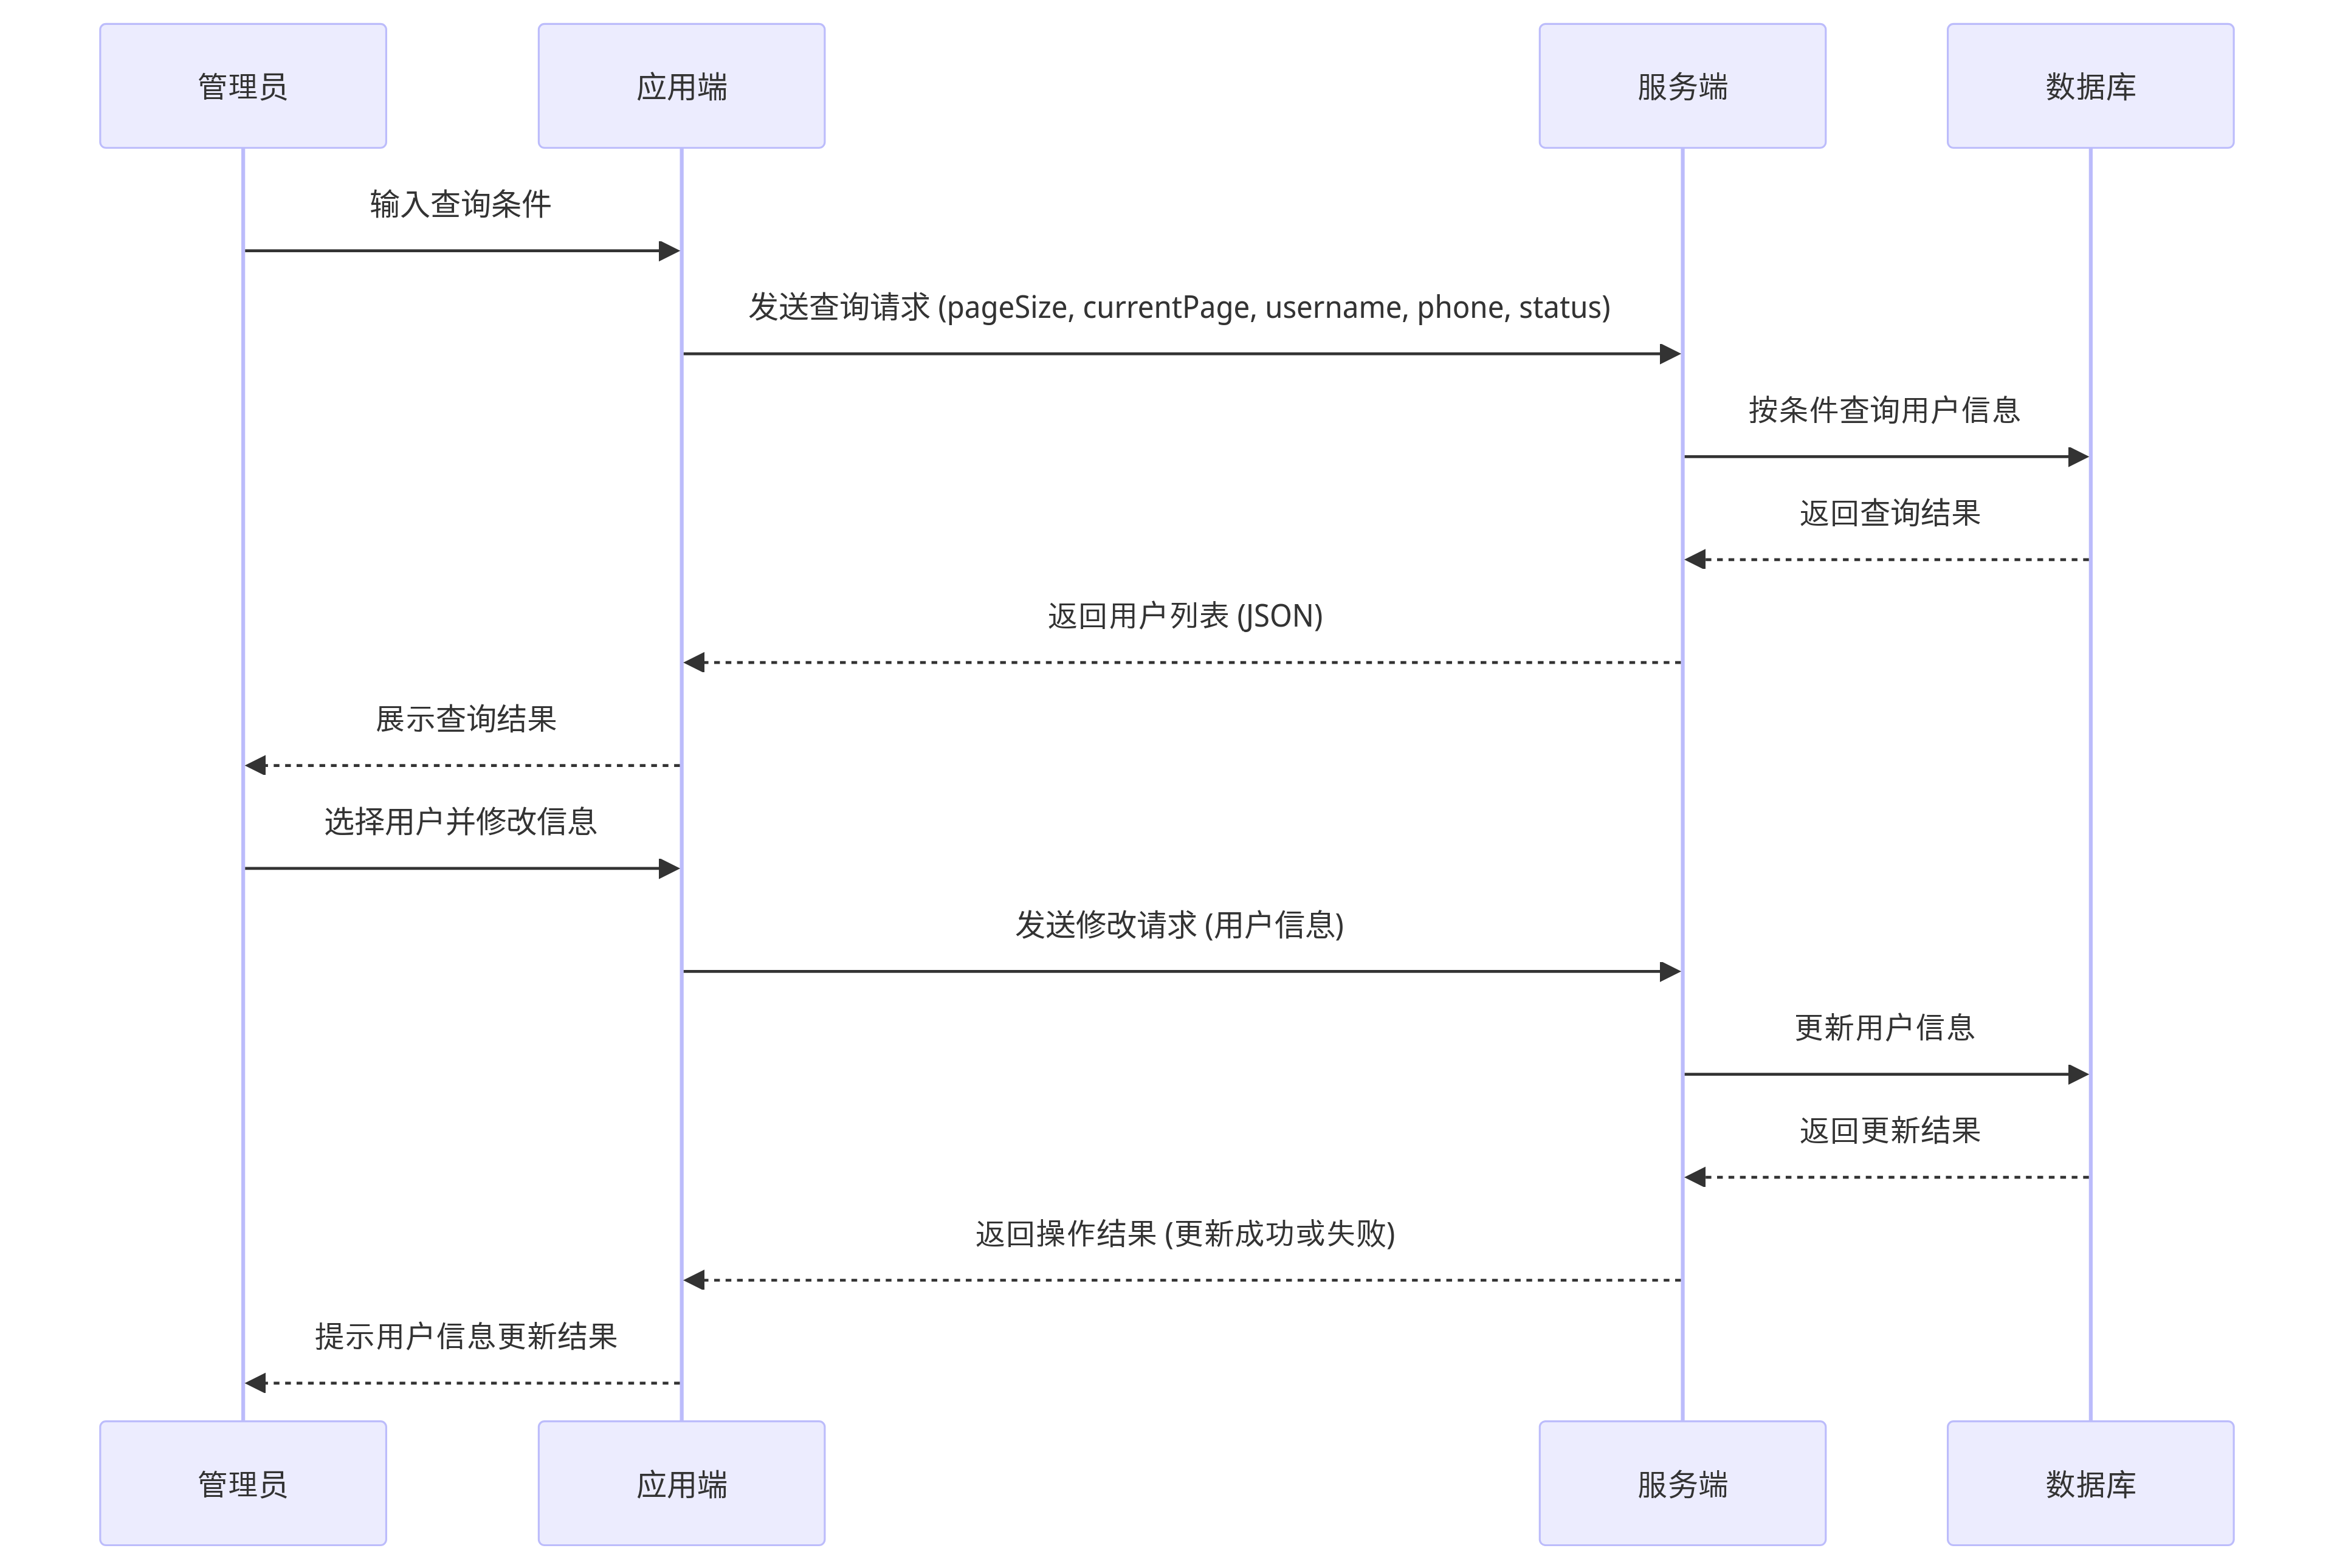 管理员
应用端
服务端
数据库
输入查询条件
发送查询请求 (pageSize, currentPage, username, phone, status)
按条件查询用户信息
返回查询结果
返回用户列表 (JSON)
展示查询结果
选择用户并修改信息
发送修改请求 (用户信息)
更新用户信息
返回更新结果
返回操作结果 (更新成功或失败)
提示用户信息更新结果
管理员
应用端
服务端
数据库